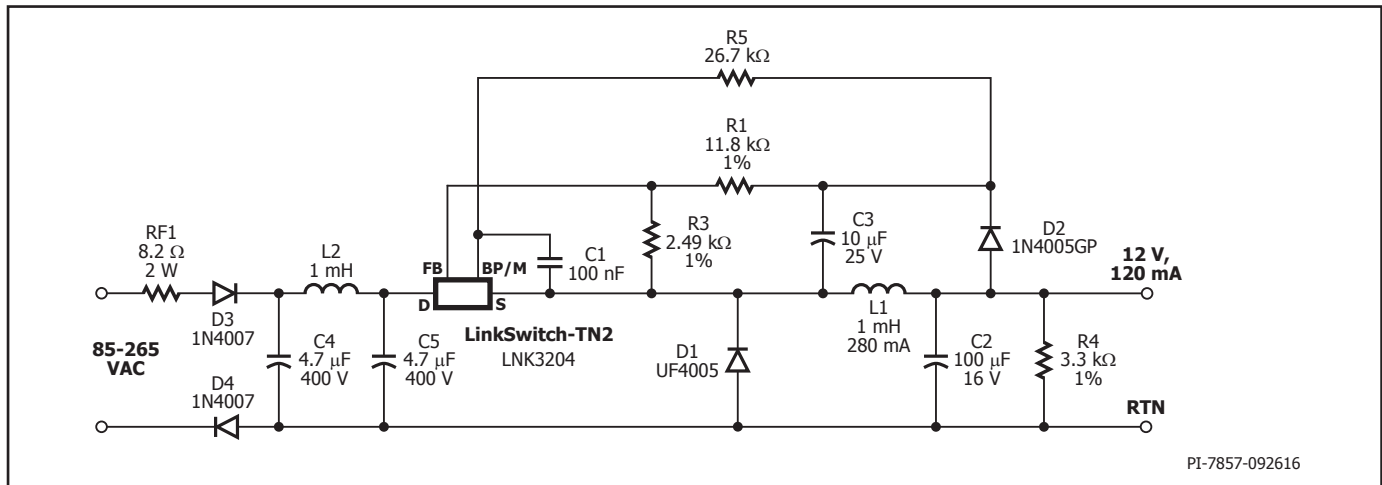 R5
26.7 kΩ
R1
11.8 kΩ
1%
RF1
8.2 Ω
2 W
L2
1 mH
R3
2.49 kΩ
1%
C3
10 µF
25 V
D2
1N4005GP
FB
BP/M
C1
100 nF
12 V,
120 mA
D
S
D3
1N4007
LinkSwitch-TN2
LNK3204
L1
1 mH
280 mA
85-265
VAC
C4
4.7 µF
400 V
C5
4.7 µF
400 V
D1
UF4005
C2
100 µF
16 V
R4
3.3 kΩ
1%
D4
1N4007
RTN
PI-7857-092616